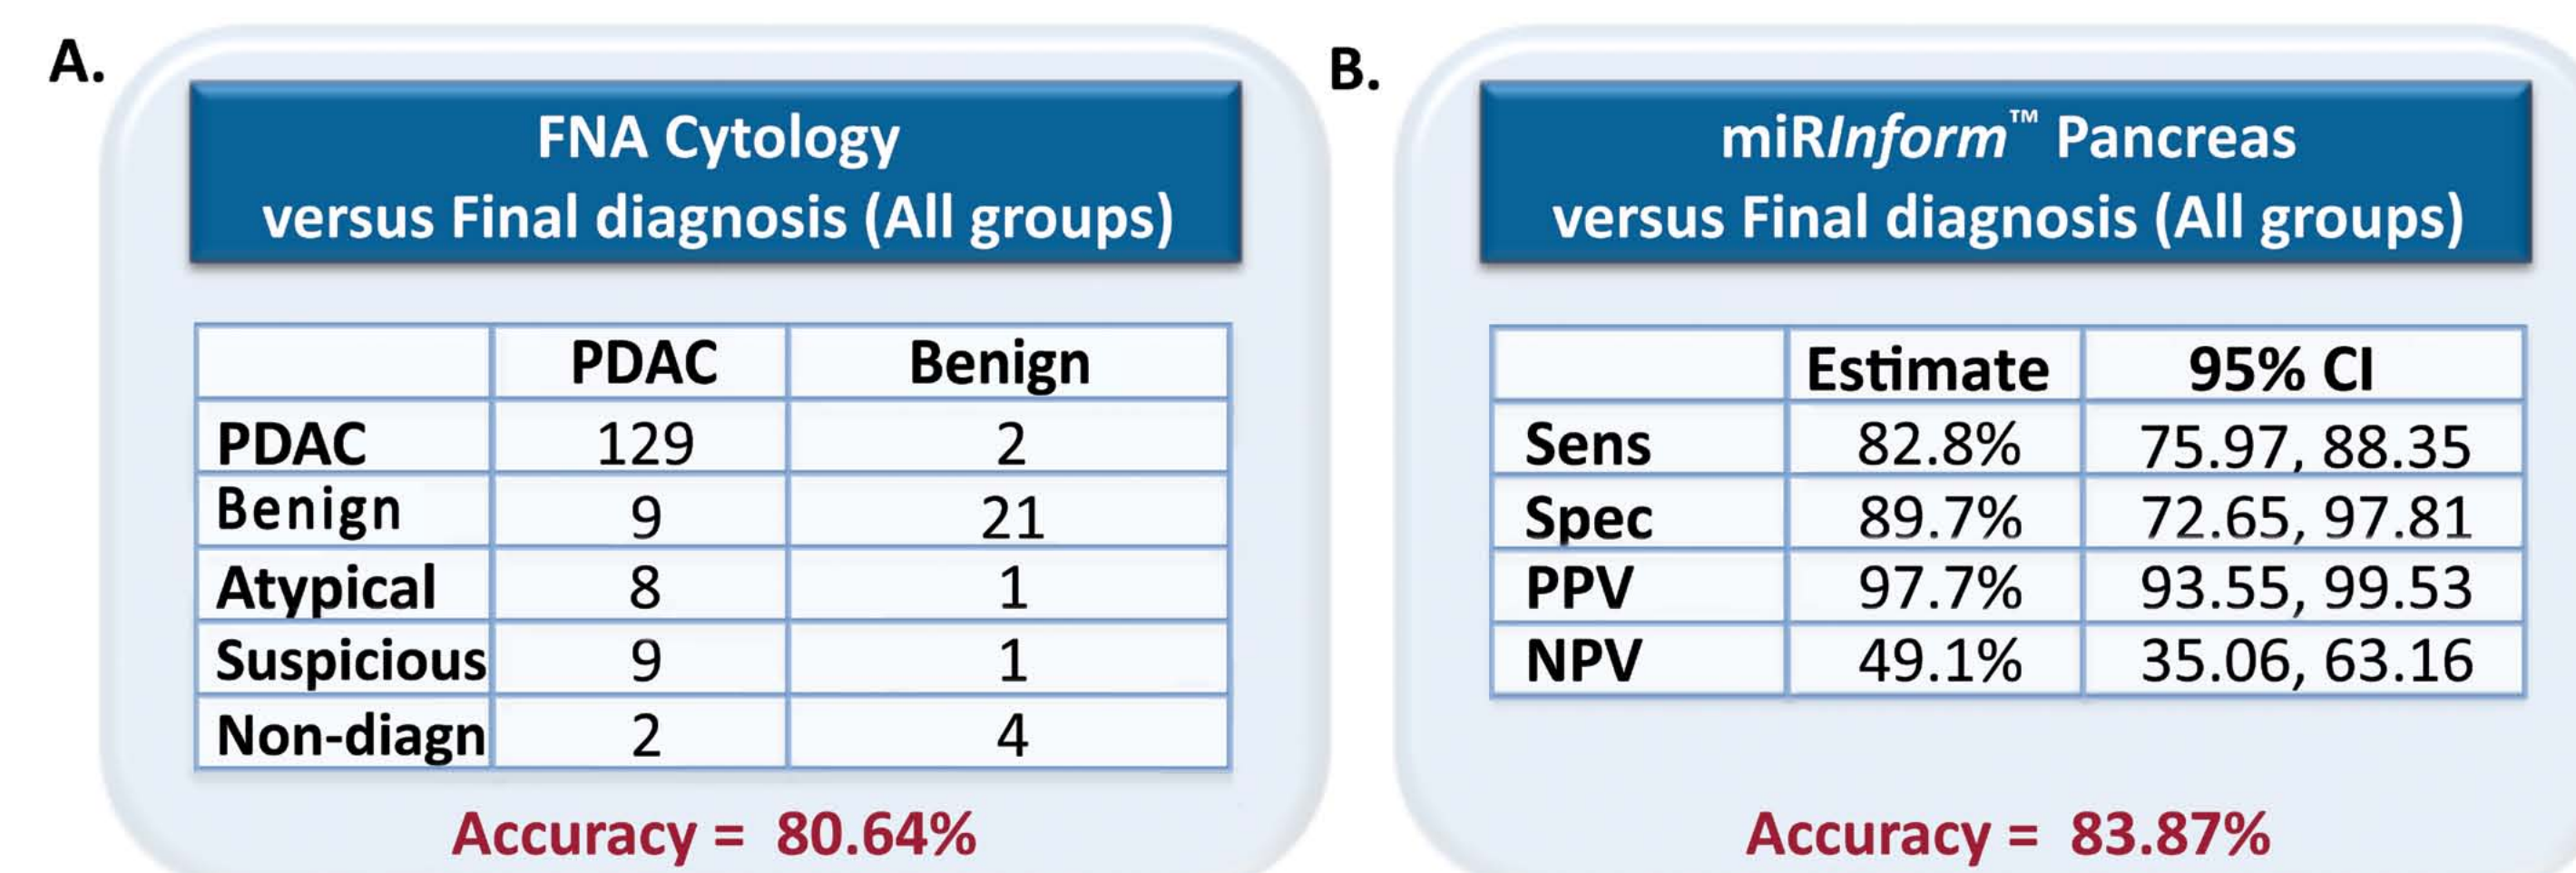 A.
FNA Cytology
versus Final diagnosis (All groups)
PDAC Benign
PDAC 129 2
Benign 9 21
Atypical 8 1
Suspicious 9 1
Non-diagn 2 4
Accuracy = 80.64%
B.
miRInform™ Pancreas
versus Final diagnosis (All groups)
Estimate 95% CI
Sens 82.8% 75.97, 88.35
Spec 89.7% 72.65, 97.81
PPV 97.7% 93.55, 99.53
NPV 49.1% 35.06, 63.16
Accuracy = 83.87%